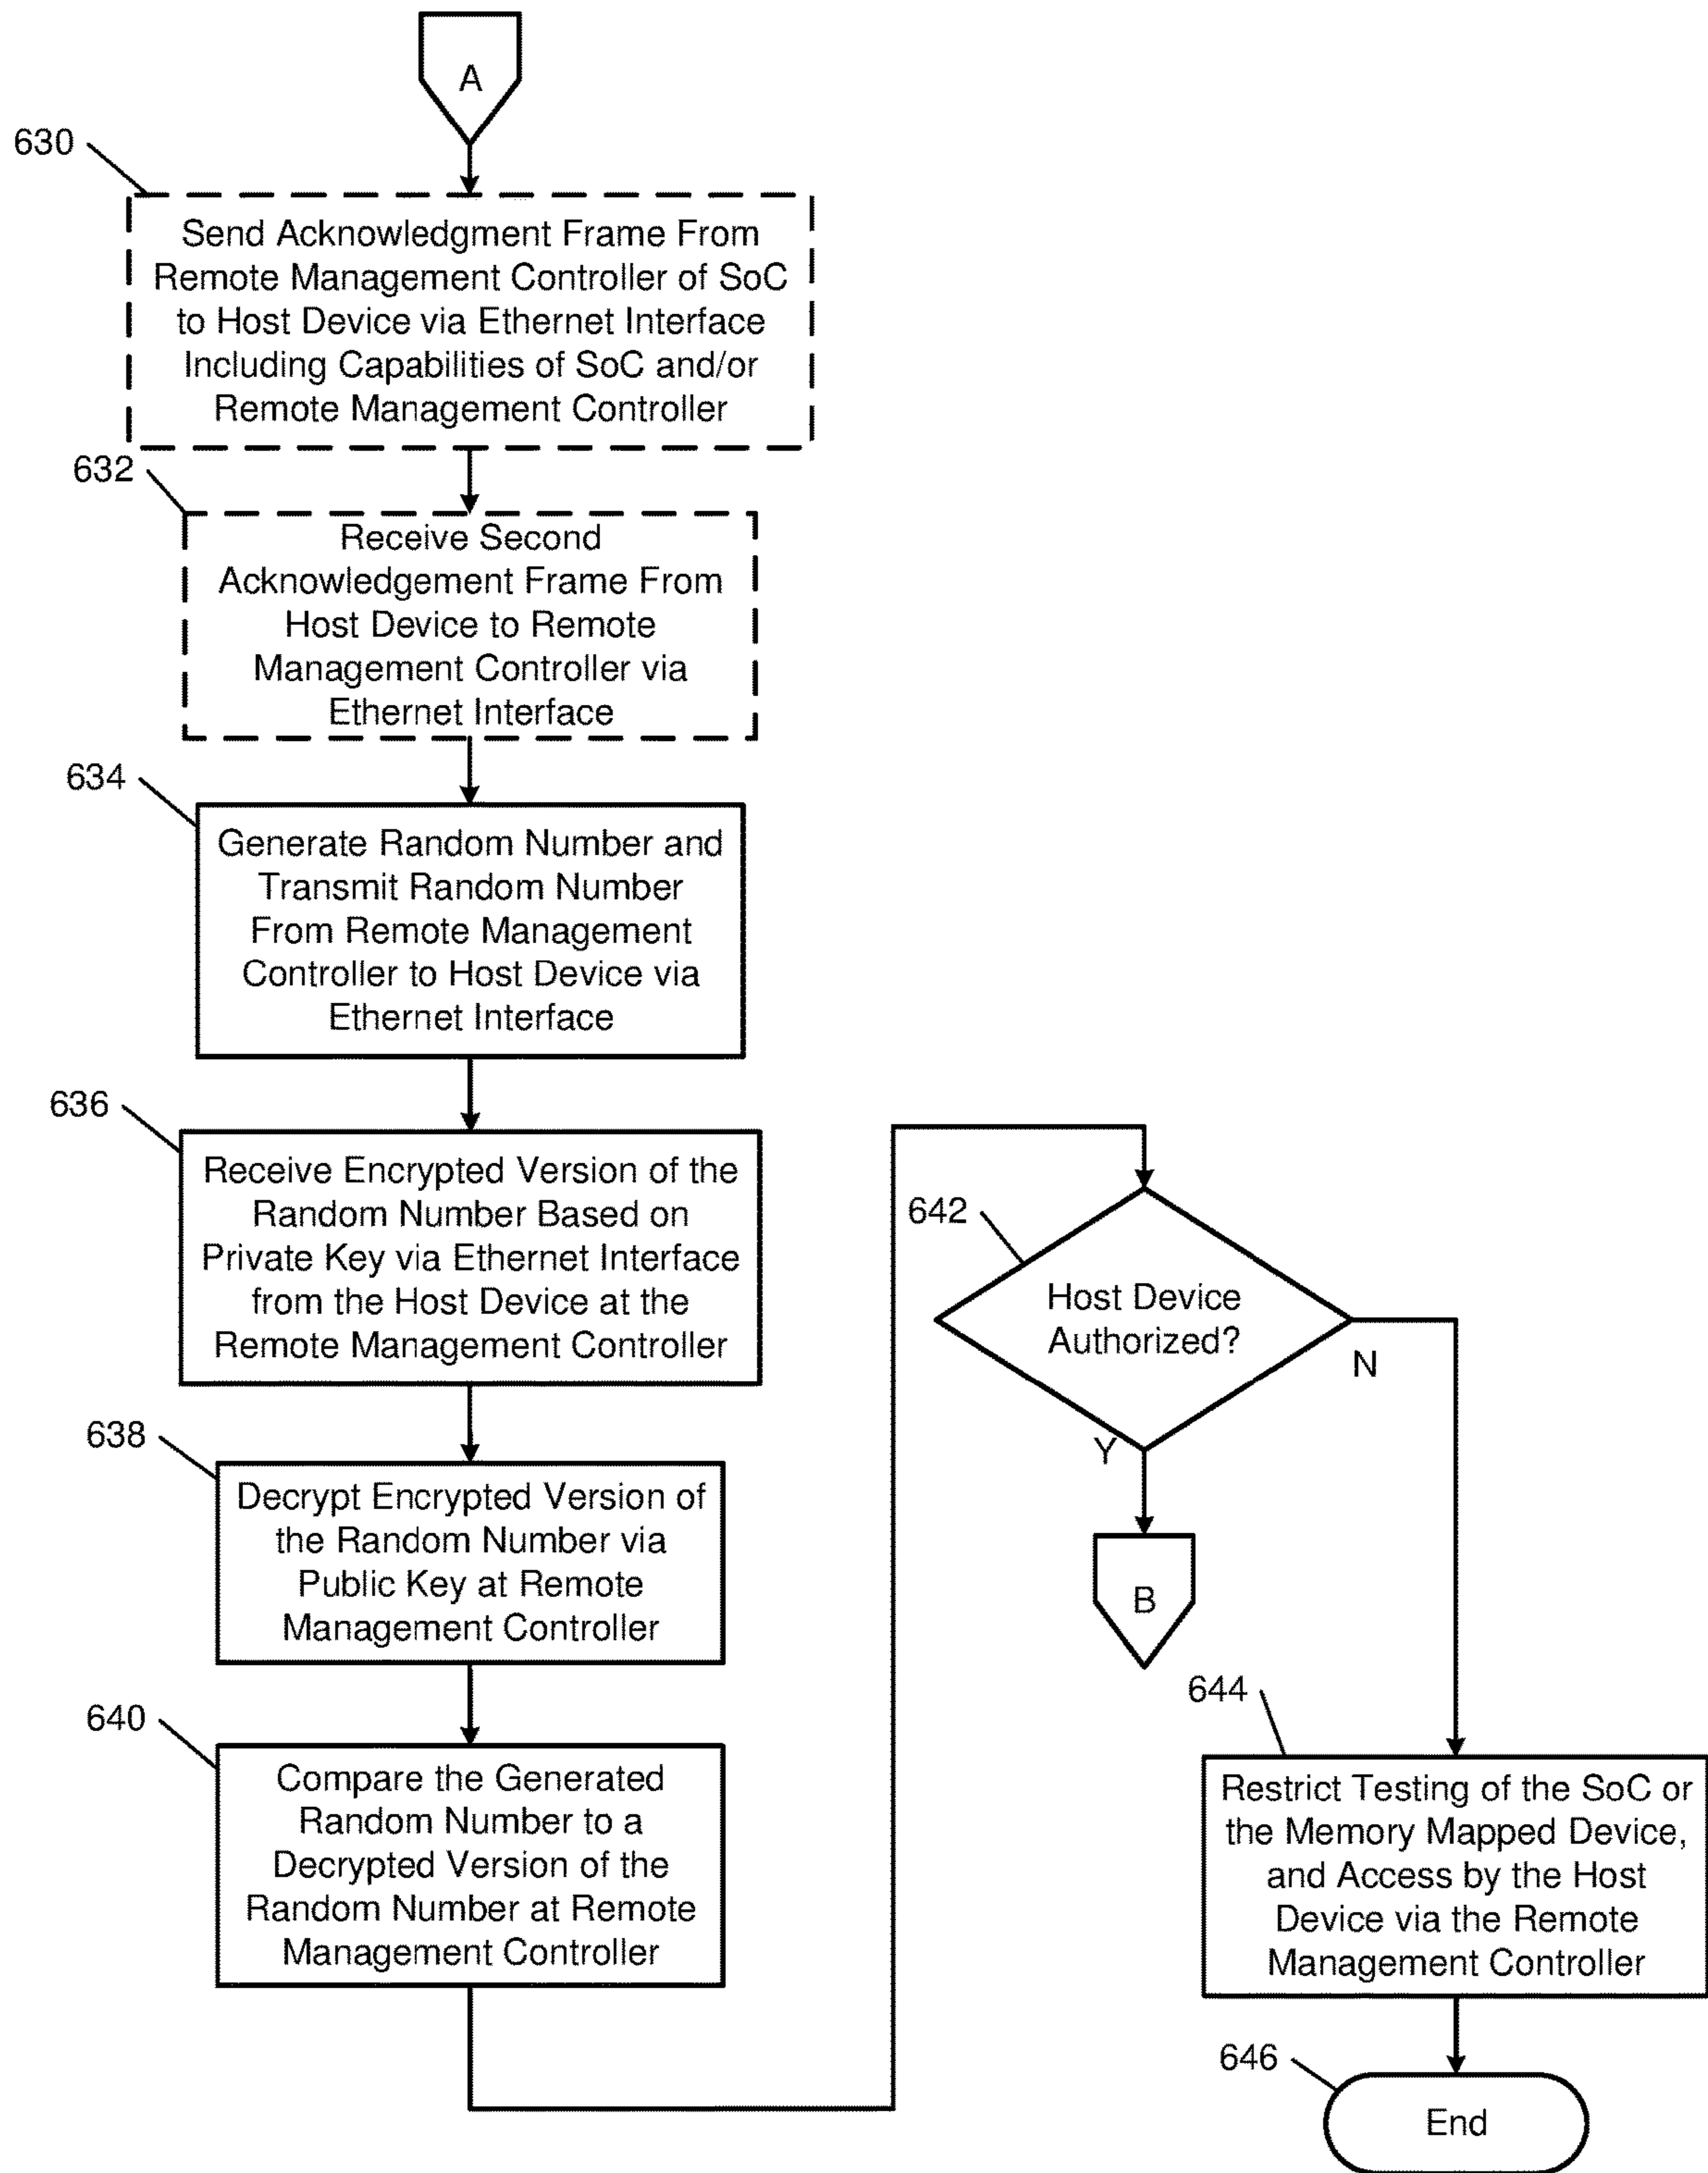 A
630
Send Acknowledgment Frame From
Remote Management Controller of SoC
to Host Device via Ethernet Interface
Including Capabilities of SoC and/or
Remote Management Controller
632
Receive Second
Acknowledgement Frame From
Host Device to Remote
Management Controller via
Ethernet Interface
634
Generate Random Number and
Transmit Random Number
From Remote Management
Controller to Host Device via
Ethernet Interface
636
Receive Encrypted Version of the
Random Number Based on
Private Key via Ethernet Interface
from the Host Device at the
Remote Management Controller
638
Decrypt Encrypted Version of
the Random Number via
Public Key at Remote
Management Controller
640
Compare the Generated
Random Number to a
Decrypted Version of the
Random Number at Remote
Management Controller
642
Host Device
Authorized?
N
Y
B
644
Restrict Testing of the SoC or
the Memory Mapped Device,
and Access by the Host
Device via the Remote
Management Controller
646
End